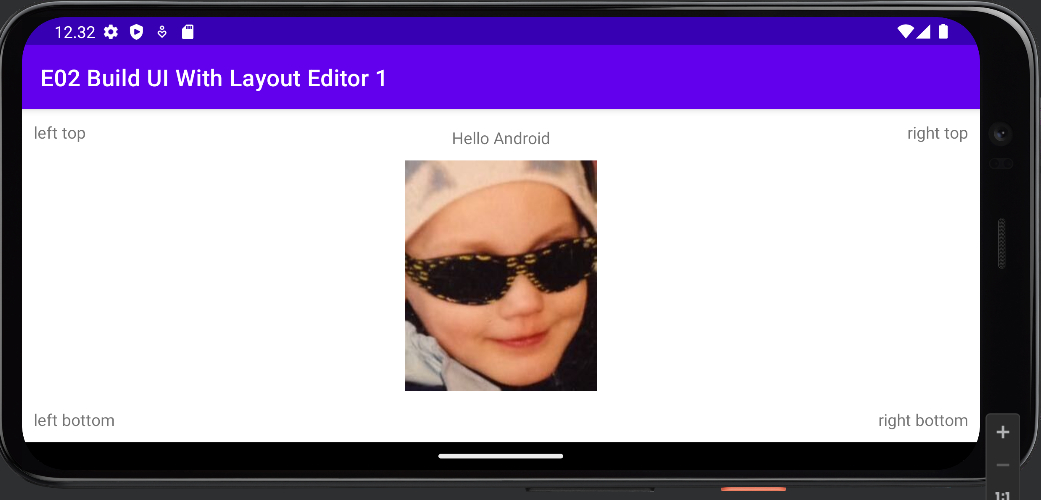 12.32
E02 Build UI With Layout Editor 1
left top
Hello Android
right top
left bottom
right bottom
1:1